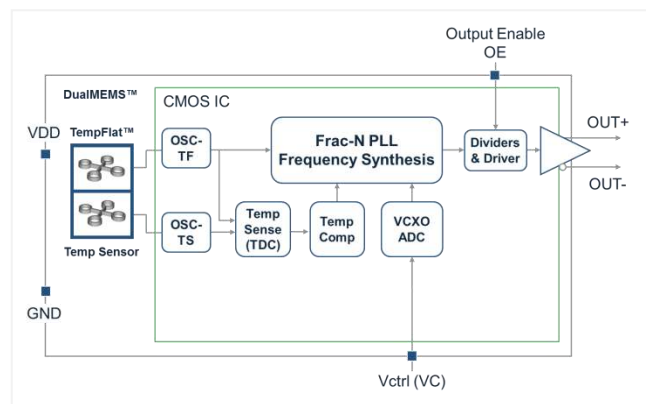 Output Enable
OE
DualMEMS™
CMOS IC
VDD
TempFlat™
OSC-
TF
Frac-N PLL
Frequency Synthesis
Dividers
& Driver
OUT+
OUT-
OSC-
TS
Temp
Sense
(TDC)
Temp
Comp
VCXO
ADC
Temp Sensor
GND
Vctrl (VC)